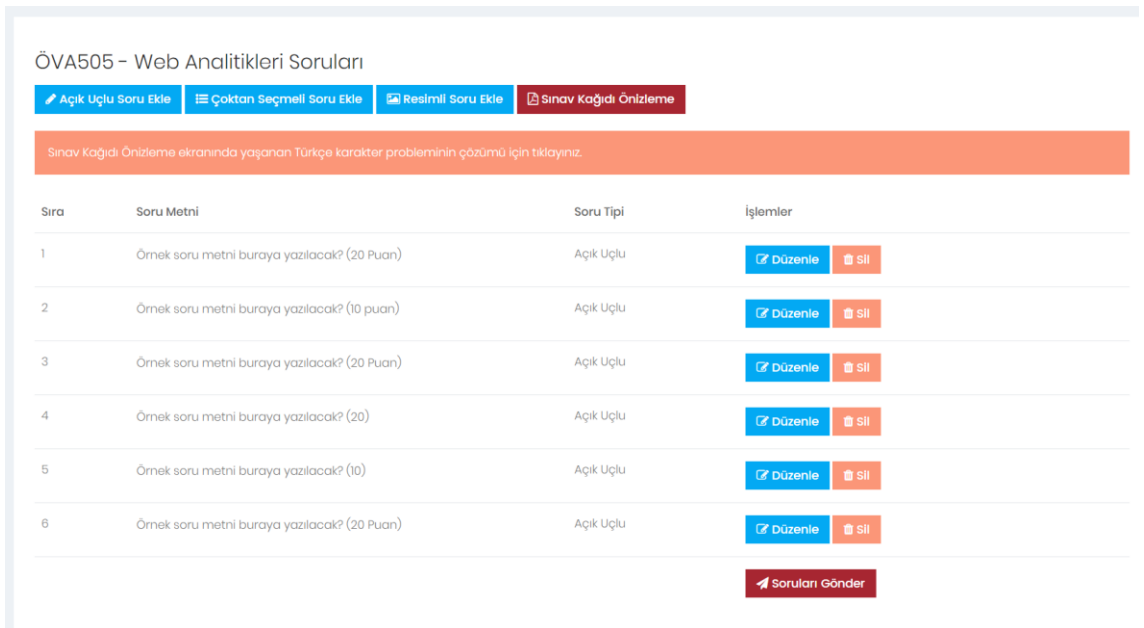 ÖVA505 - Web Analitikleri Soruları
Açık Uçlu Soru Ekle Çoktan Seçmeli Soru Ekle Resimli Soru Ekle Sınav Kağıdı Önizleme
Sınav Kağıdı Önizleme ekranında yaşanan Türkçe karakter probleminin çözümü için tıklayınız.
Sıra Soru Metni Soru Tipi İşlemler
1 Örnek soru metni buraya yazılacak? (20 Puan) Açık Uçlu Düzenle Sil
2 Örnek soru metni buraya yazılacak? (10 puan) Açık Uçlu Düzenle Sil
3 Örnek soru metni buraya yazılacak? (20 Puan) Açık Uçlu Düzenle Sil
4 Örnek soru metni buraya yazılacak? (20) Açık Uçlu Düzenle Sil
5 Örnek soru metni buraya yazılacak? (10) Açık Uçlu Düzenle Sil
6 Örnek soru metni buraya yazılacak? (20 Puan) Açık Uçlu Düzenle Sil
Soruları Gönder